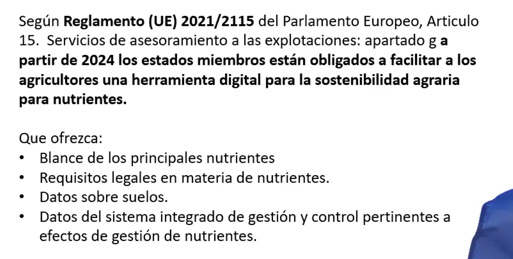 Según Reglamento (UE) 2021/2115 del Parlamento Europeo, Articulo
15.  Servicios de asesoramiento a las explotaciones: apartado g a
partir de 2024 los estados miembros están obligados a facilitar a los
agricultores una herramienta digital para la sostenibilidad agraria
para nutrientes.
Que ofrezca:
• Blance de los principales nutrientes
• Requisitos legales en materia de nutrientes.
• Datos sobre suelos.
• Datos del sistema integrado de gestión y control pertinentes a
efectos de gestión de nutrientes.